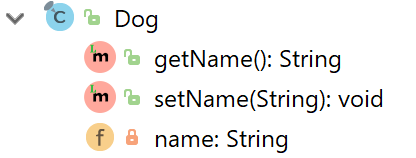 C Dog
m getName(): String
m setName(String): void
f name: String